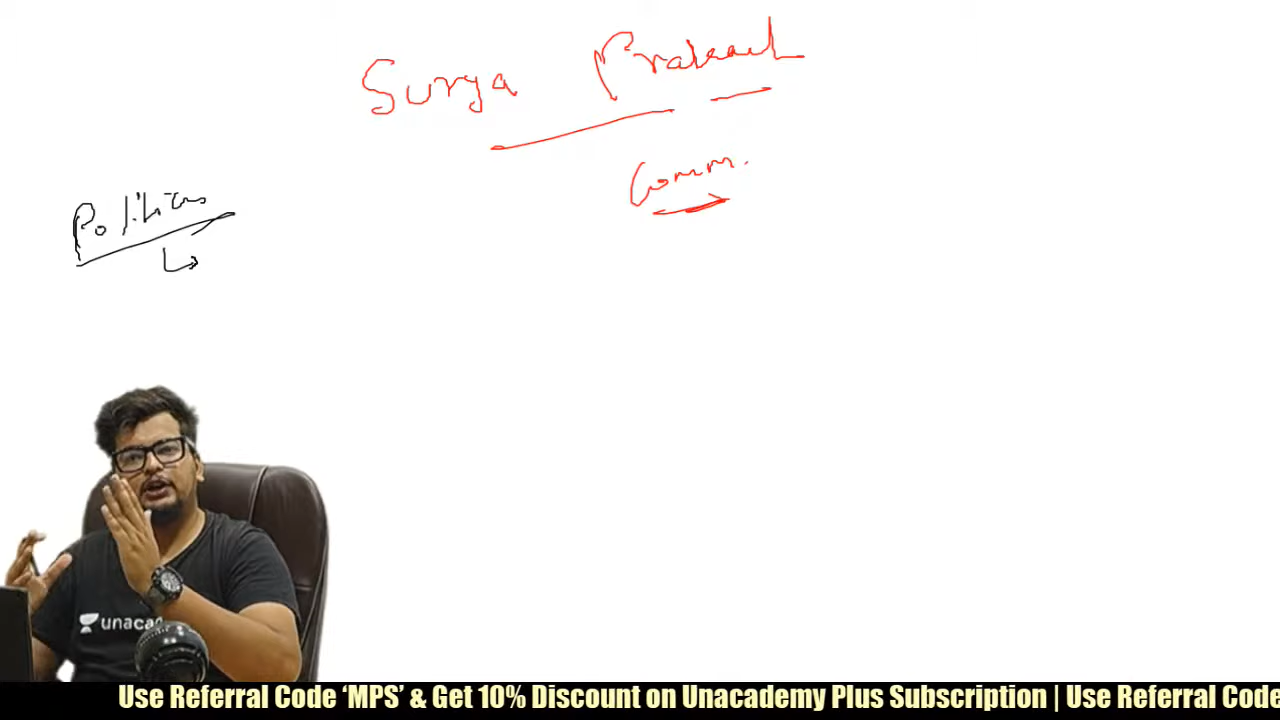 Surya Prakash
Comm.
Politics
unacad
Use Referral Code ‘MPS’ & Get 10% Discount on Unacademy Plus Subscription | Use Referral Code